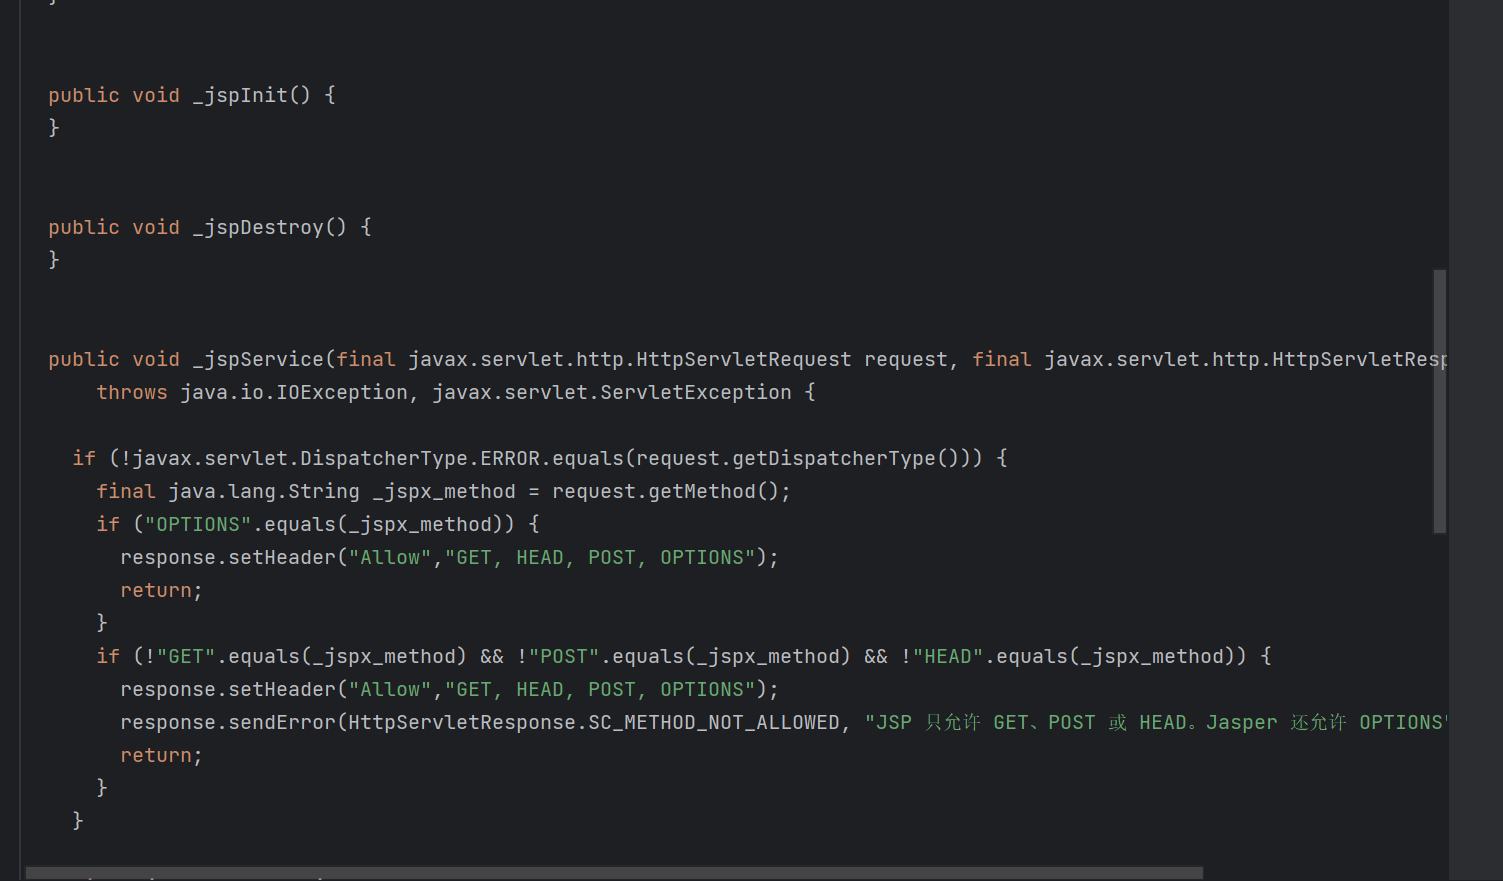 }
public void _jspInit() {
}
public void _jspDestroy() {
}
public void _jspService(final javax.servlet.http.HttpServletRequest request, final javax.servlet.http.HttpServletResp
throws java.io.IOException, javax.servlet.ServletException {
if (!javax.servlet.DispatcherType.ERROR.equals(request.getDispatcherType())) {
final java.lang.String _jspx_method = request.getMethod();
if ("OPTIONS".equals(_jspx_method)) {
response.setHeader("Allow","GET, HEAD, POST, OPTIONS");
return;
}
if (!"GET".equals(_jspx_method) && !"POST".equals(_jspx_method) && !"HEAD".equals(_jspx_method)) {
response.setHeader("Allow","GET, HEAD, POST, OPTIONS");
response.sendError(HttpServletResponse.SC_METHOD_NOT_ALLOWED, "JSP 只允许 GET、POST 或 HEAD。Jasper 还允许 OPTIONS"
return;
}
}